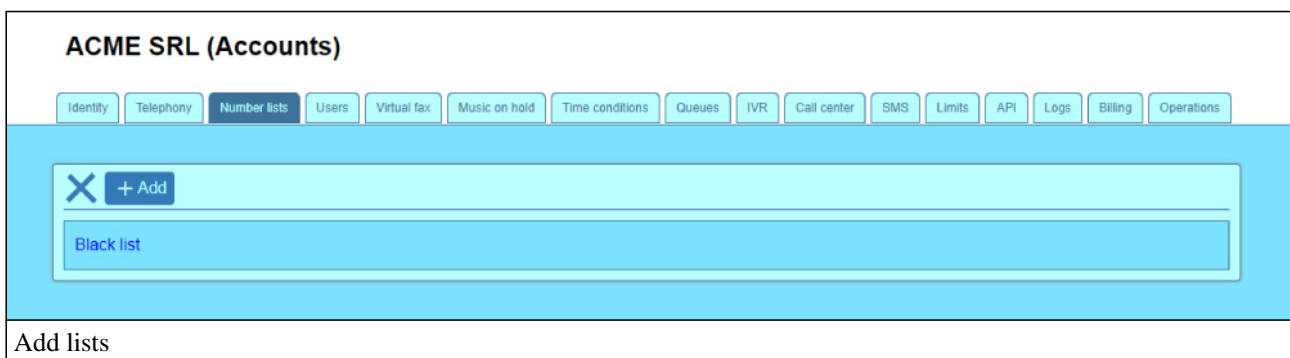 ACME SRL (Accounts)
Identity Telephony Number lists Users Virtual fax Music on hold Time conditions Queues IVR Call center SMS Limits API Logs Billing Operations
+ Add
Black list
Add lists